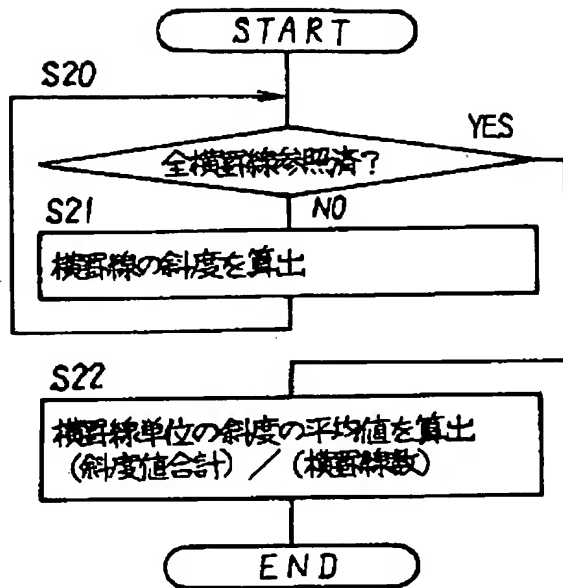 START
S20
YES
全横罫線参照済?
S21
NO
横罫線の斜度を算出
S22
横罫線単位の斜度の平均値を算出
(斜度値合計)/(横罫線数)
END